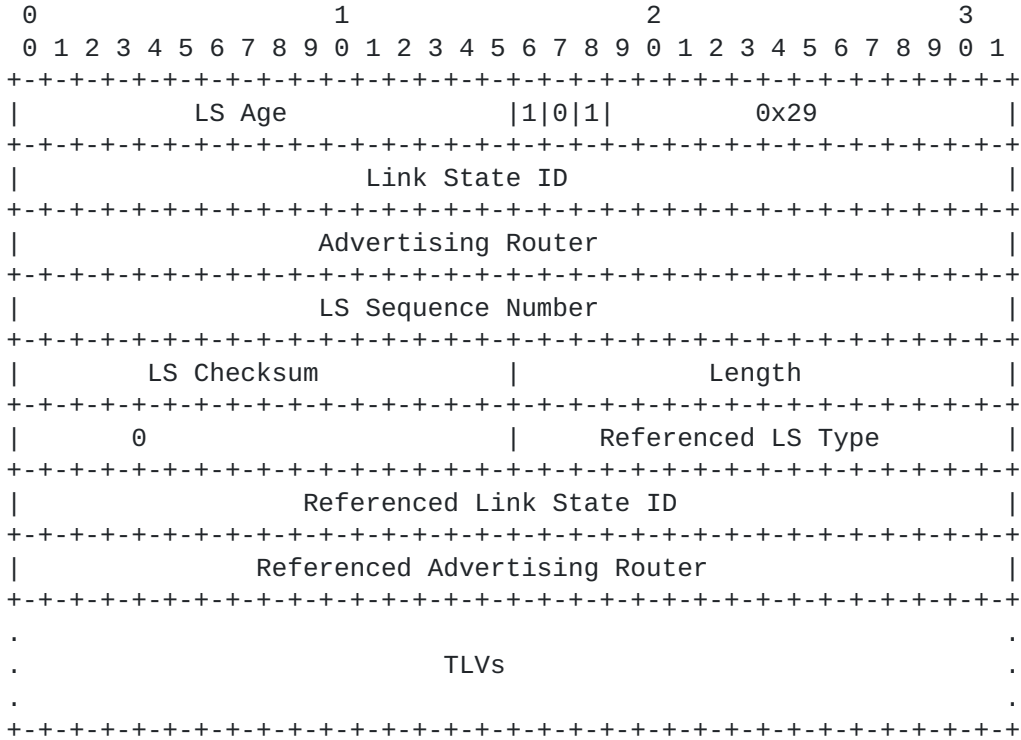 0                   1                   2                   3
 0 1 2 3 4 5 6 7 8 9 0 1 2 3 4 5 6 7 8 9 0 1 2 3 4 5 6 7 8 9 0 1
+-+-+-+-+-+-+-+-+-+-+-+-+-+-+-+-+-+-+-+-+-+-+-+-+-+-+-+-+-+-+-+-+
|           LS Age              |1|0|1|         0x29            |
+-+-+-+-+-+-+-+-+-+-+-+-+-+-+-+-+-+-+-+-+-+-+-+-+-+-+-+-+-+-+-+-+
|                      Link State ID                            |
+-+-+-+-+-+-+-+-+-+-+-+-+-+-+-+-+-+-+-+-+-+-+-+-+-+-+-+-+-+-+-+-+
|                   Advertising Router                          |
+-+-+-+-+-+-+-+-+-+-+-+-+-+-+-+-+-+-+-+-+-+-+-+-+-+-+-+-+-+-+-+-+
|                   LS Sequence Number                          |
+-+-+-+-+-+-+-+-+-+-+-+-+-+-+-+-+-+-+-+-+-+-+-+-+-+-+-+-+-+-+-+-+
|        LS Checksum            |            Length             |
+-+-+-+-+-+-+-+-+-+-+-+-+-+-+-+-+-+-+-+-+-+-+-+-+-+-+-+-+-+-+-+-+
|       0                       |     Referenced LS Type        |
+-+-+-+-+-+-+-+-+-+-+-+-+-+-+-+-+-+-+-+-+-+-+-+-+-+-+-+-+-+-+-+-+
|                  Referenced Link State ID                     |
+-+-+-+-+-+-+-+-+-+-+-+-+-+-+-+-+-+-+-+-+-+-+-+-+-+-+-+-+-+-+-+-+
|               Referenced Advertising Router                   |
+-+-+-+-+-+-+-+-+-+-+-+-+-+-+-+-+-+-+-+-+-+-+-+-+-+-+-+-+-+-+-+-+
.                                                               .
.                           TLVs                                .
.                                                               .
+-+-+-+-+-+-+-+-+-+-+-+-+-+-+-+-+-+-+-+-+-+-+-+-+-+-+-+-+-+-+-+-+